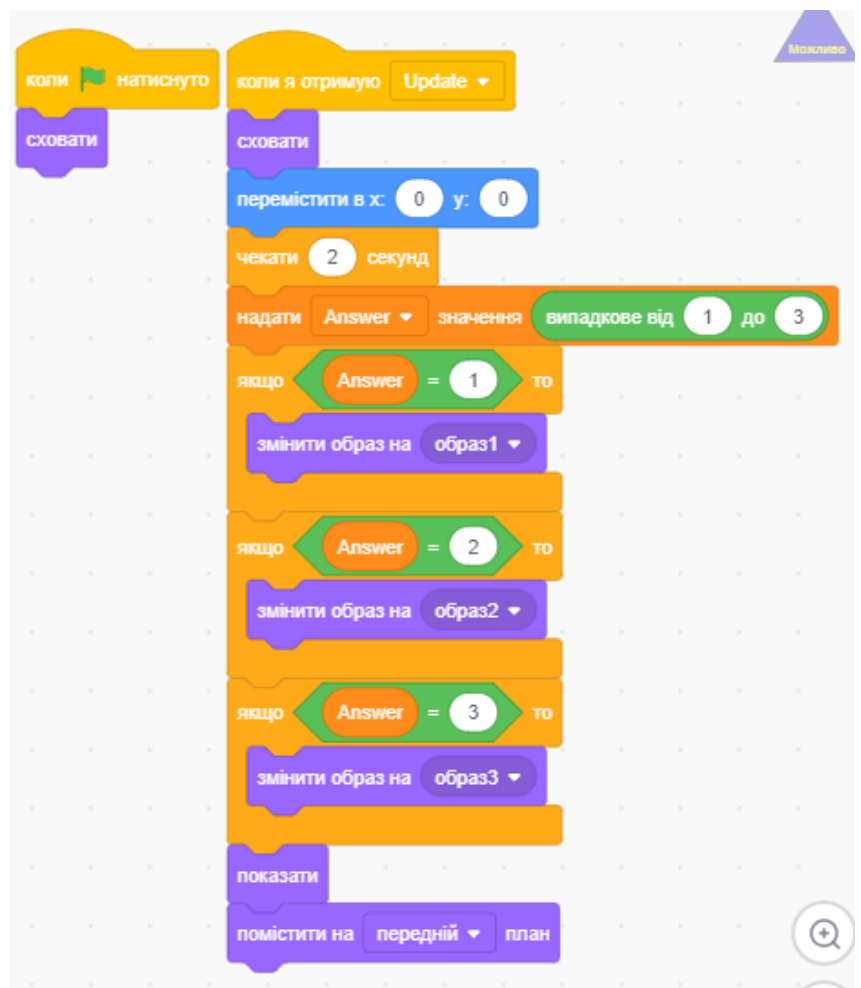 Можливо
коли натиснуто
сховати
коли я отримую Update
сховати
перемістити в x: 0 y: 0
чекати 2 секунд
надати Answer значення випадкове від 1 до 3
якщо Answer = 1 то
змінити образ на образ1
якщо Answer = 2 то
змінити образ на образ2
якщо Answer = 3 то
змінити образ на образ3
показати
помістити на передній план